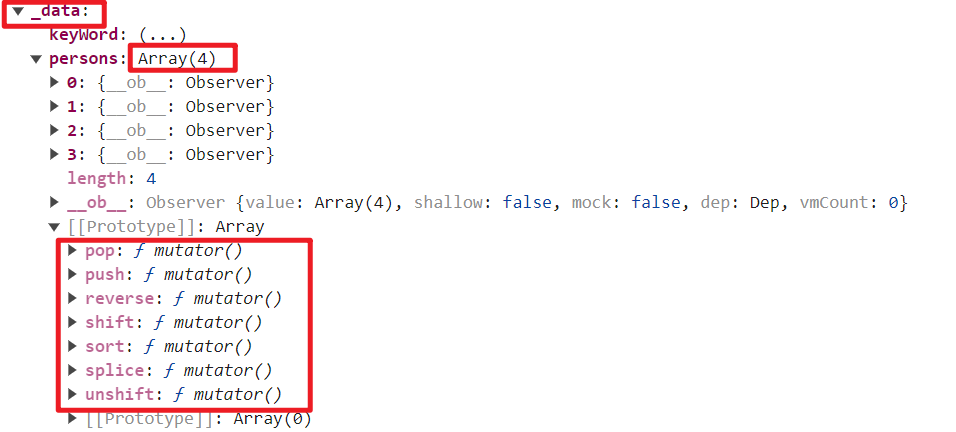 _data:
keyWord: (...)
persons: Array(4)
0: {__ob__: Observer}
1: {__ob__: Observer}
2: {__ob__: Observer}
3: {__ob__: Observer}
length: 4
__ob__: Observer {value: Array(4), shallow: false, mock: false, dep: Dep, vmCount: 0}
[[Prototype]]: Array
pop: ƒ mutator()
push: ƒ mutator()
reverse: ƒ mutator()
shift: ƒ mutator()
sort: ƒ mutator()
splice: ƒ mutator()
unshift: ƒ mutator()
[[Prototype]]: Array(0)